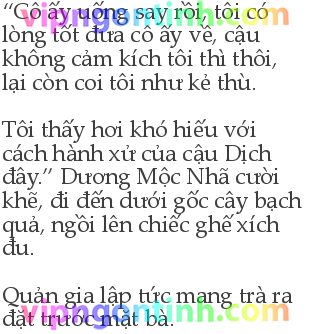 “Cô ấy uống say rồi, tôi có
lòng tốt đưa cô ấy về, cậu
không cảm kích tôi thì thôi,
lại còn coi tôi như kẻ thù.
Tôi thấy hơi khó hiếu với
cách hành xử của cậu Dịch
đây.” Dương Mộc Nhã cười
khẽ, đi đến dưới gốc cây bạch
quả, ngồi lên chiếc ghế xích
đu.
Quản gia lập tức mang trà ra
đặt trước mặt bà.
vipngontinh.com
vipngontinh.com